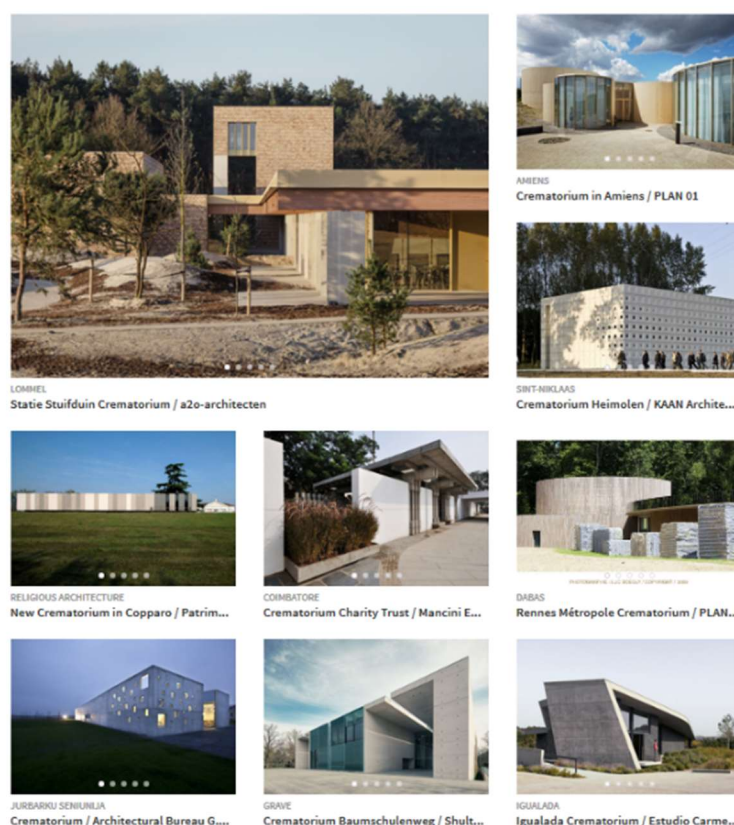 AMIENS
Crematorium in Amiens / PLAN 01
LOMMEL
Statie Stuifduin Crematorium / a2o-architecten
SINT-NIKLAAS
Crematorium Heimolen / KAAN Archite...
RELIGIOUS ARCHITECTURE
New Crematorium in Copparo / Patrim...
COIMBATORE
Crematorium Charity Trust / Mancini E...
DABAS
Rennes Métropole Crematorium / PLAN...
JURBARKU SENIUNIJA
Crematorium / Architectural Bureau G....
GRAVE
Crematorium Baumschulenweg / Shult...
IGUALADA
Igualada Crematorium / Estudio Carme...